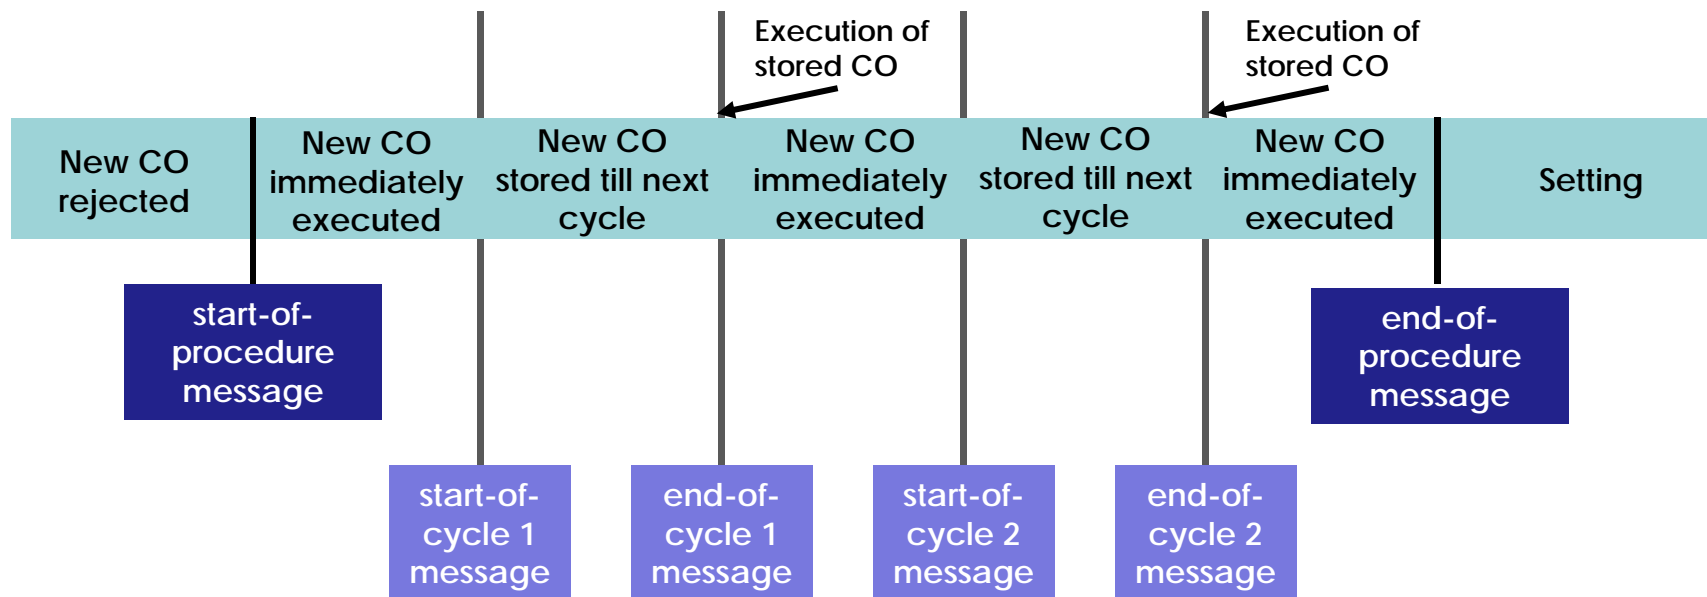 Execution of
stored CO
Execution of
stored CO
New CO
rejected
New CO
immediately
executed
New CO
stored till next
cycle
New CO
immediately
executed
New CO
stored till next
cycle
New CO
immediately
executed
Setting
start-of-
procedure
message
end-of-
procedure
message
start-of-
cycle 1
message
end-of-
cycle 1
message
start-of-
cycle 2
message
end-of-
cycle 2
message